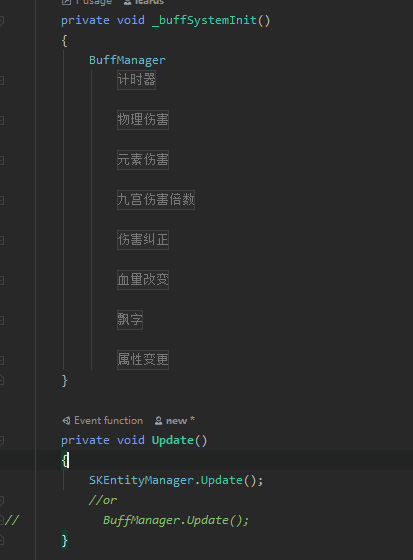 1 usage icarus
private void _buffSystemInit()
{
BuffManager
计时器
物理伤害
元素伤害
九宫伤害倍数
伤害纠正
血量改变
飘字
属性变更
}
Event function new *
private void Update()
{
SKEntityManager.Update();
//or
// BuffManager.Update();
}